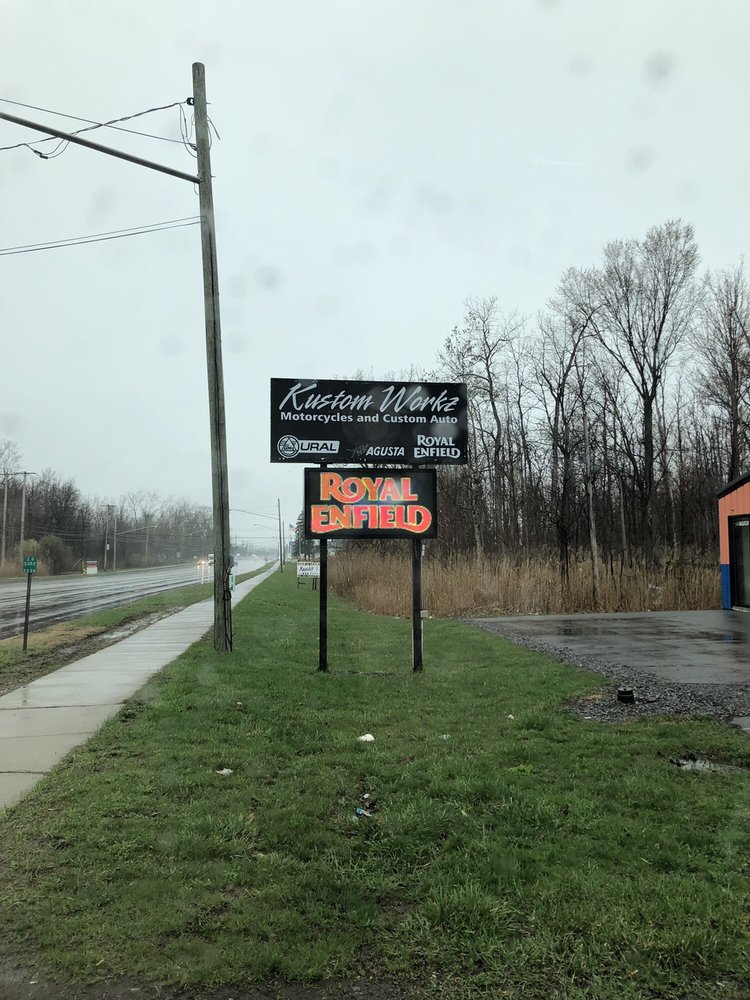 Kustom Workz
Motorcycles and Custom Auto
URAL
AGUSTA
ROYAL
ENFIELD
ROYAL
ENFIELD